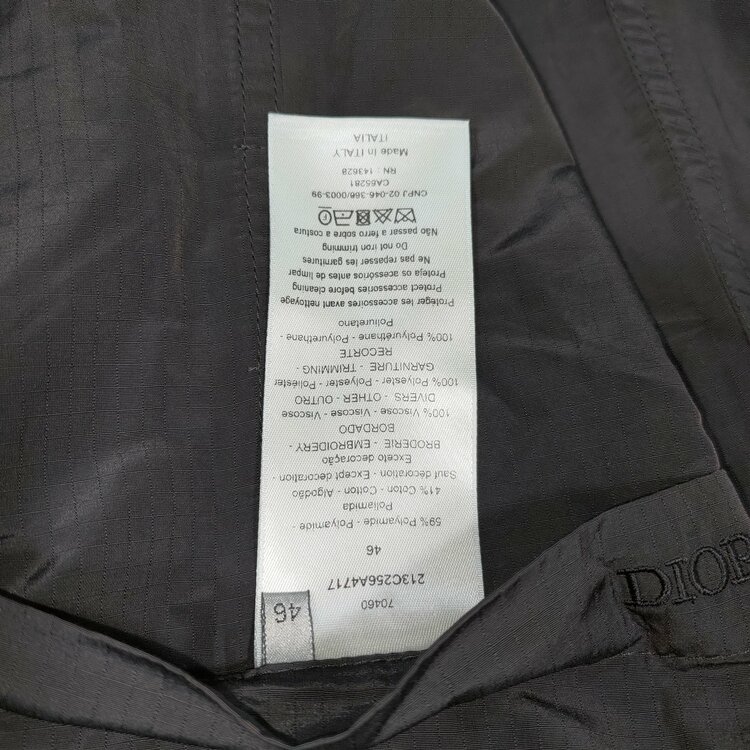 70460
213C256A4717
46
59% Polyamide - Polyamide -
Poliamida
41% Coton - Cotton - Algodão
Sauf décoration - Except decoration -
Exceto decoração
BRODERIE - EMBROIDERY -
BORDADO
100% Viscose - Viscose - Viscose
DIVERS - OTHER - OUTRO
100% Polyester - Polyester - Poliéster
GARNITURE - TRIMMING -
RECORTE
100% Polyuréthane - Polyurethane -
Poliuretano
Protéger les accessoires avant nettoyage
Protect accessories before cleaning
Proteja os acessórios antes de limpar
Ne pas repasser les garnitures
Do not iron trimming
Não passar a ferro sobre a costura
CNPJ 02-046-366/0003-99
CA55281
RN : 143628
Made in ITALY
ITALIA
46
DIOR